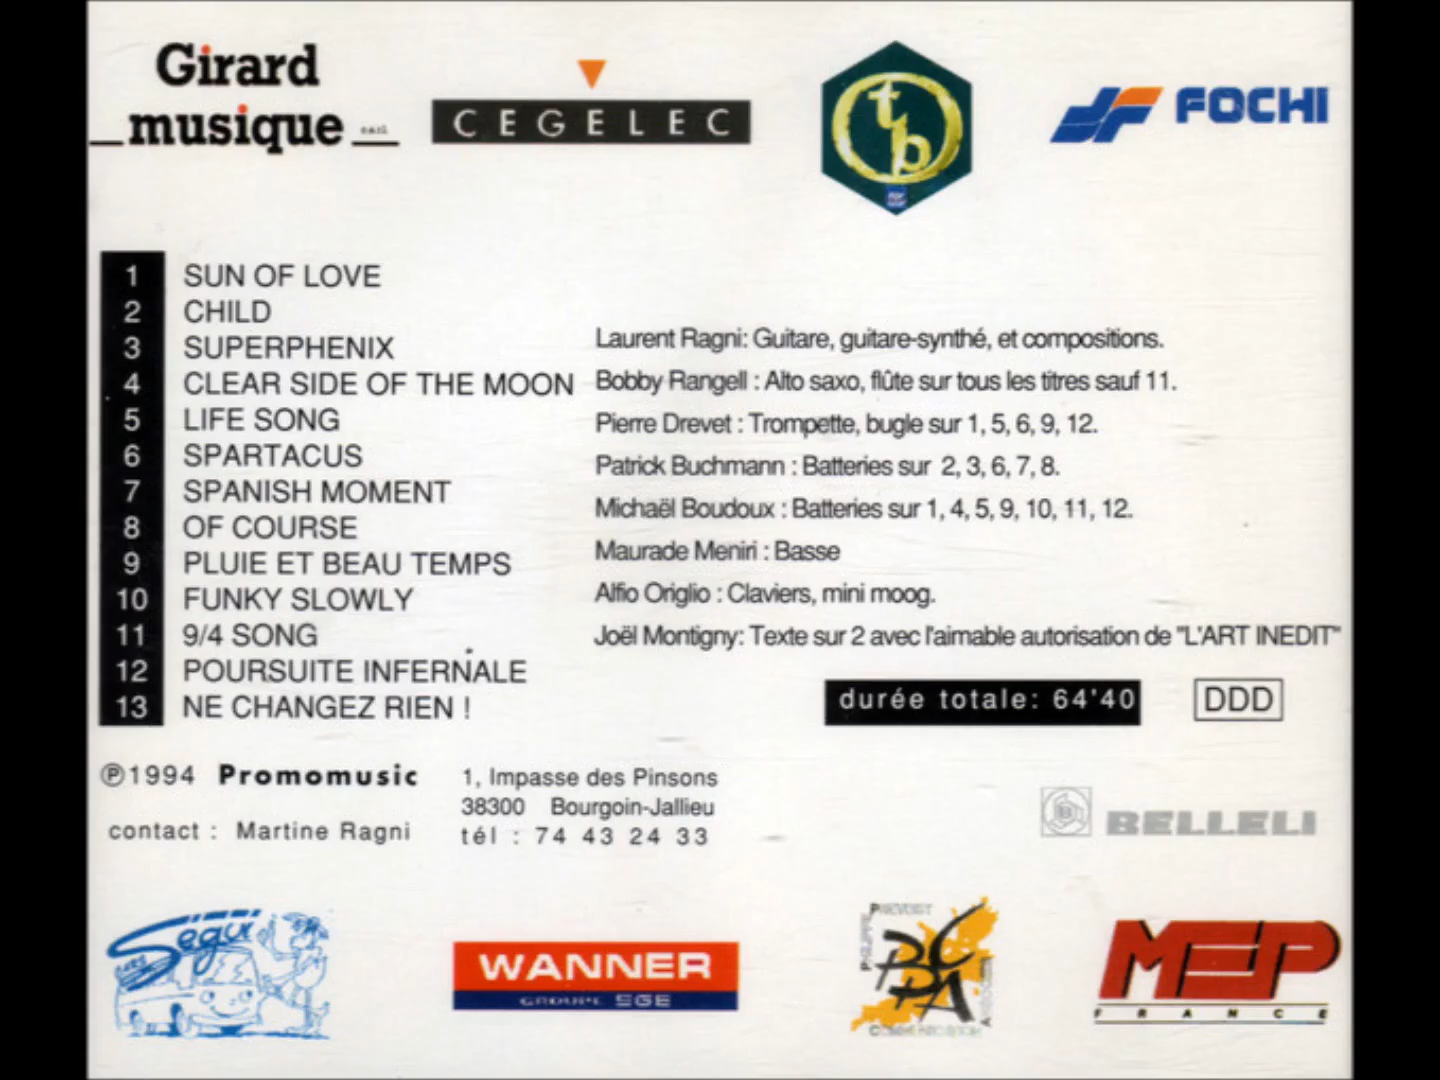 Girard
musique
CEGELEC
tb
FOCHI
1 SUN OF LOVE
2 CHILD
3 SUPERPHENIX
4 CLEAR SIDE OF THE MOON
5 LIFE SONG
6 SPARTACUS
7 SPANISH MOMENT
8 OF COURSE
9 PLUIE ET BEAU TEMPS
10 FUNKY SLOWLY
11 9/4 SONG
12 POURSUITE INFERNALE
13 NE CHANGEZ RIEN !
Laurent Ragni: Guitare, guitare-synthé, et compositions.
Bobby Rangell : Alto saxo, flûte sur tous les titres sauf 11.
Pierre Drevet : Trompette, bugle sur 1, 5, 6, 9, 12.
Patrick Buchmann : Batteries sur 2, 3, 6, 7, 8.
Michaël Boudoux : Batteries sur 1, 4, 5, 9, 10, 11, 12.
Maurade Meniri : Basse
Alfio Origlio : Claviers, mini moog.
Joël Montigny: Texte sur 2 avec l'aimable autorisation de "L'ART INEDIT"
durée totale: 64'40
DDD
℗1994 Promomusic
contact : Martine Ragni
1, Impasse des Pinsons
38300 Bourgoin-Jallieu
tél : 74 43 24 33
BELLELI
Ségui
WANNER
GROUPE SGE
PHILIPPE
PREVOST
COMMUNICATION
PCPA
MEP
FRANCE